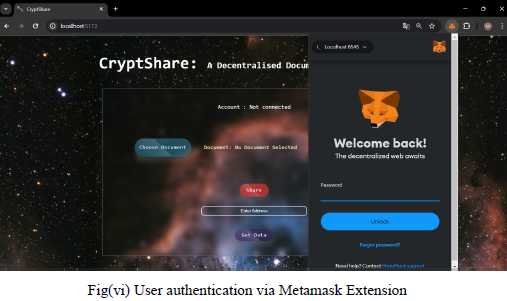 CryptShare
localhost:5173
CryptShare: A Decentralised Docum
Account : Not connected
Choose Document
Document: No Document Selected
Share
Enter Address
Get Data
L Localhost 8545
Welcome back!
The decentralized web awaits
Password
Unlock
Forgot password?
Need help? Contact MetaMask support
Fig(vi) User authentication via Metamask Extension